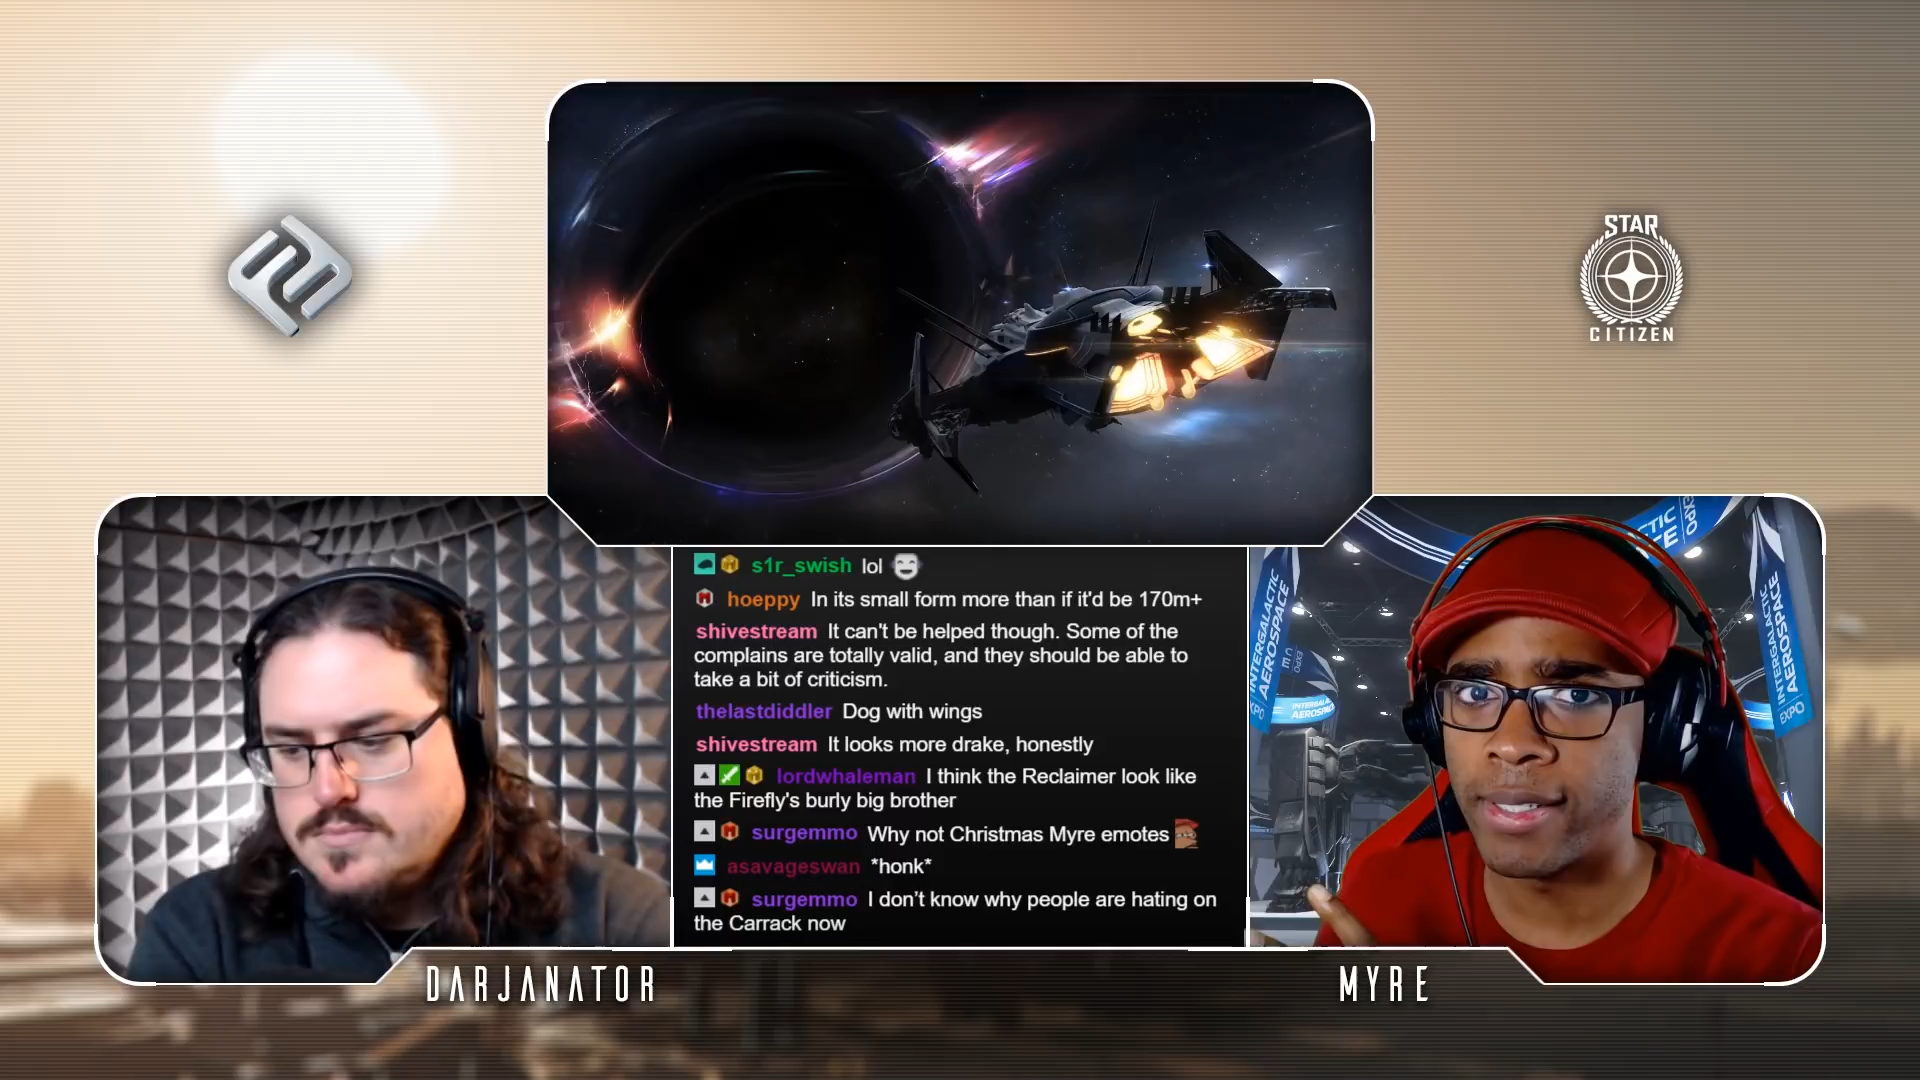 STAR
CITIZEN
s1r_swish lol
hoeppy In its small form more than if it'd be 170m+
shivestream It can't be helped though. Some of the
complains are totally valid, and they should be able to
take a bit of criticism.
thelastdiddler Dog with wings
shivestream It looks more drake, honestly
lordwhaleman I think the Reclaimer look like
the Firefly's burly big brother
surgemmo Why not Christmas Myre emotes
asavageswan *honk*
surgemmo I don't know why people are hating on
the Carrack now
INTERGALACTIC
AEROSPACE
EXPO
INTERGALACTIC
AEROSPACE
EXPO
DARJANATOR
MYRE